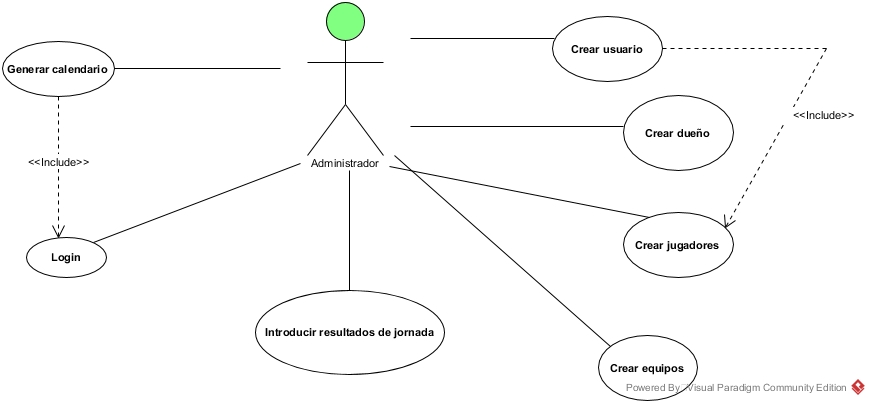 Crear usuario
Generar calendario
<<Include>>
Crear dueño
<<Include>>
Administrador
Crear jugadores
Login
Introducir resultados de jornada
Crear equipos
Powered By Visual Paradigm Community Edition